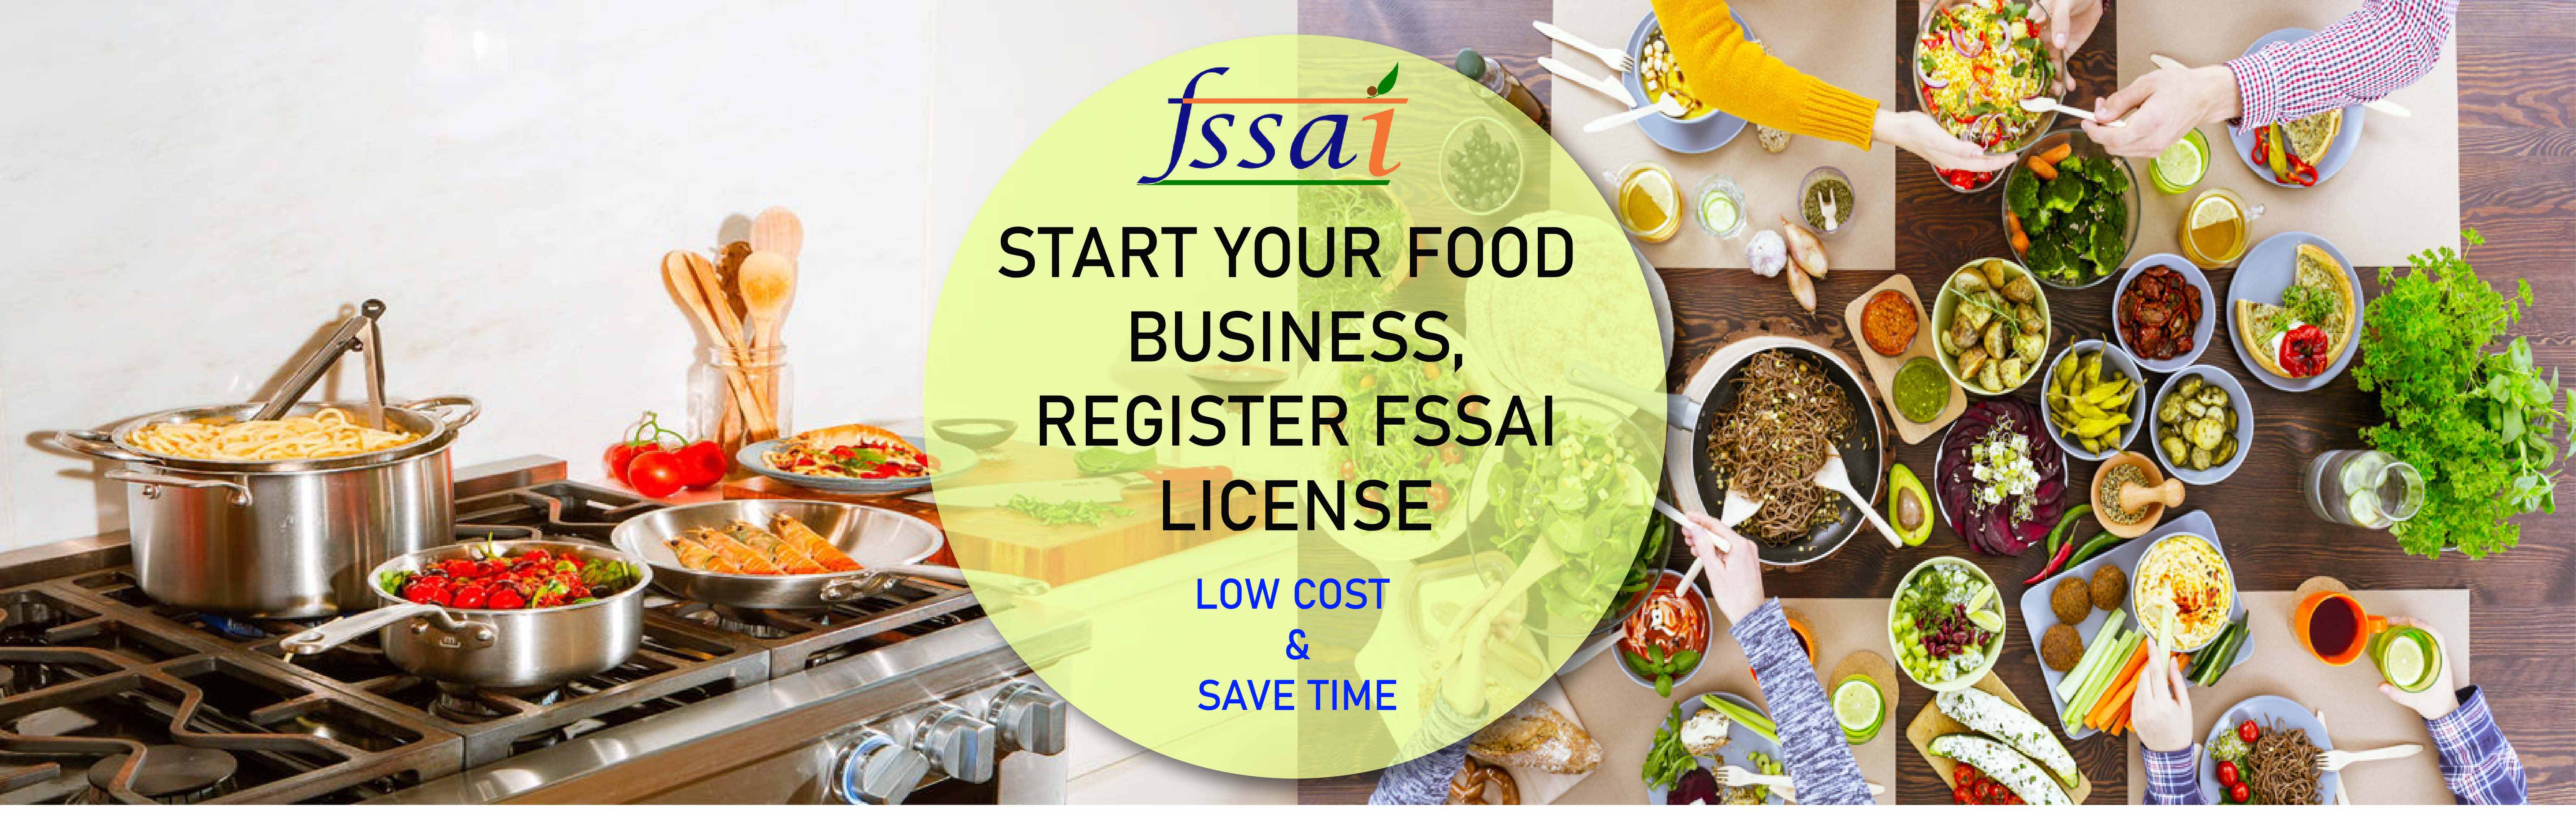 fssai
START YOUR FOOD
BUSINESS,
REGISTER FSSAI
LICENSE
LOW COST
&
SAVE TIME